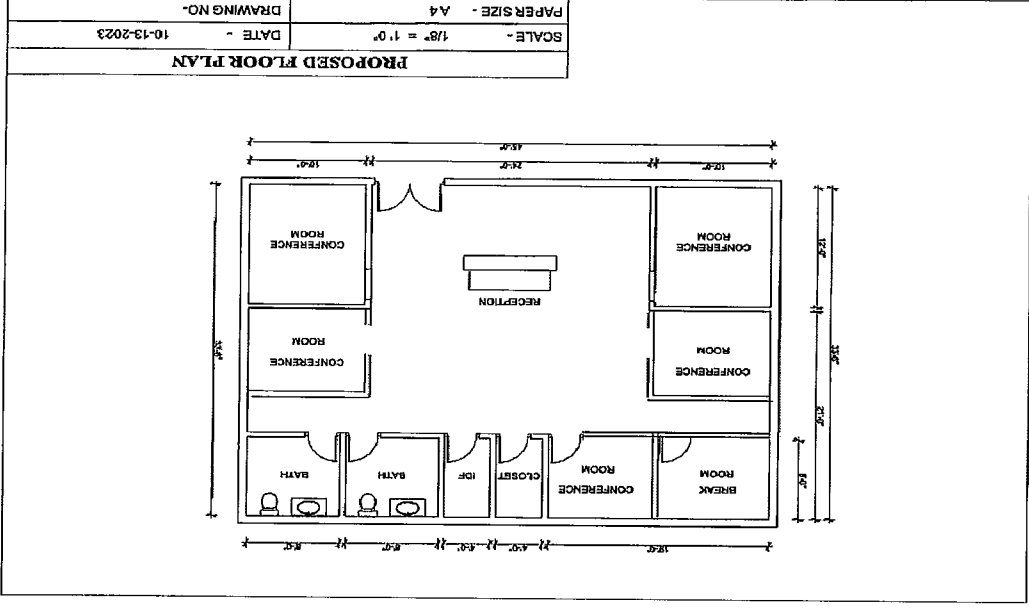 4'-0" 4'-0" 8'-0" 8'-0"
BREAK
ROOM
CONFERENCE
ROOM
CLOSET
IDF
BATH
BATH
8'-0"
CONFERENCE
ROOM
CONFERENCE
ROOM
33'-6"
33'-6"
RECEPTION
12'-0"
CONFERENCE
ROOM
CONFERENCE
ROOM
10'-0" 24'-0" 10'-0"
45'-0"
PROPOSED FLOOR PLAN
SCALE - 1/8" = 1'0" DATE - 10-13-2023
PAPER SIZE - A4 DRAWING NO-